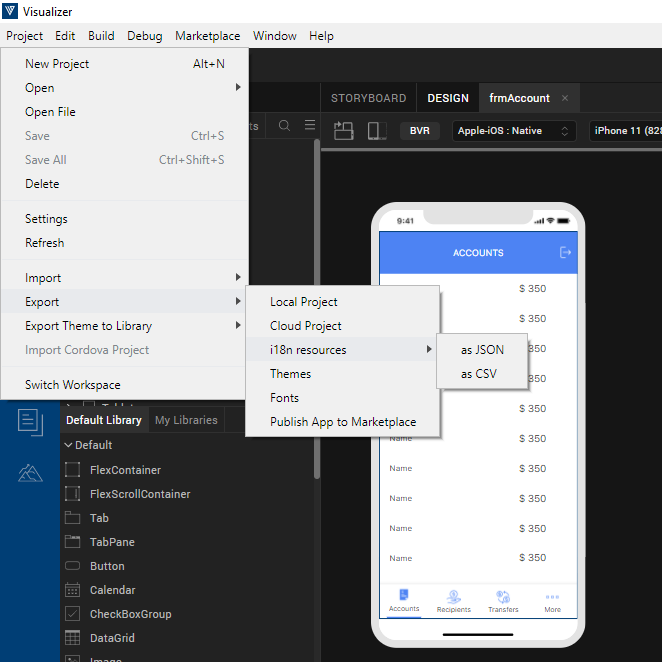 Visualizer
Project Edit Build Debug Marketplace Window Help
New Project Alt+N
Open
Open File
Save Ctrl+S
Save All Ctrl+Shift+S
Delete
Settings
Refresh
Import
Export
Export Theme to Library
Import Cordova Project
Switch Workspace
Local Project
Cloud Project
i18n resources
Themes
Fonts
Publish App to Marketplace
as JSON
as CSV
STORYBOARD DESIGN frmAccount ×
BVR Apple-iOS : Native iPhone 11 (828
9:41
ACCOUNTS
$ 350
$ 350
350
350
$ 350
Name $ 350
Name $ 350
Name $ 350
Name $ 350
Name $ 350
Accounts Recipients Transfers More
Default Library My Libraries
Default
FlexContainer
FlexScrollContainer
Tab
TabPane
Button
Calendar
CheckBoxGroup
DataGrid
Image